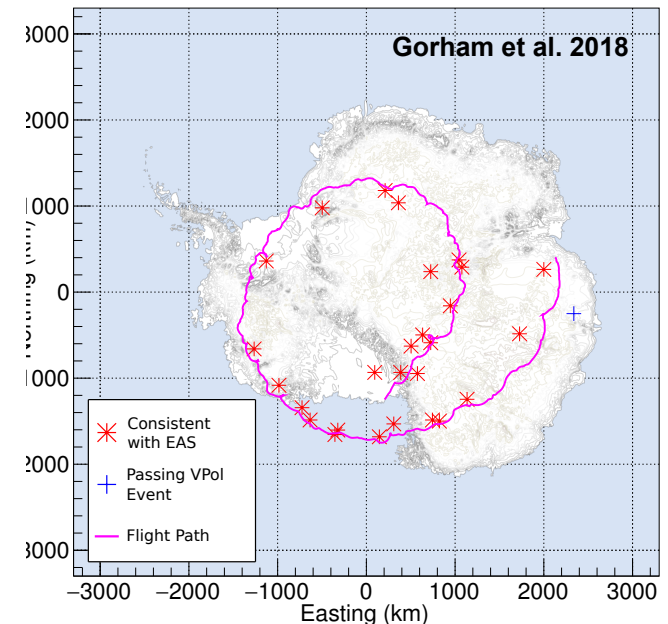 Gorham et al. 2018
3000
2000
1000
0
1000
2000
3000
Consistent
with EAS
Passing VPol
Event
Flight Path
−3000 −2000 −1000 0 1000 2000 3000
Easting (km)